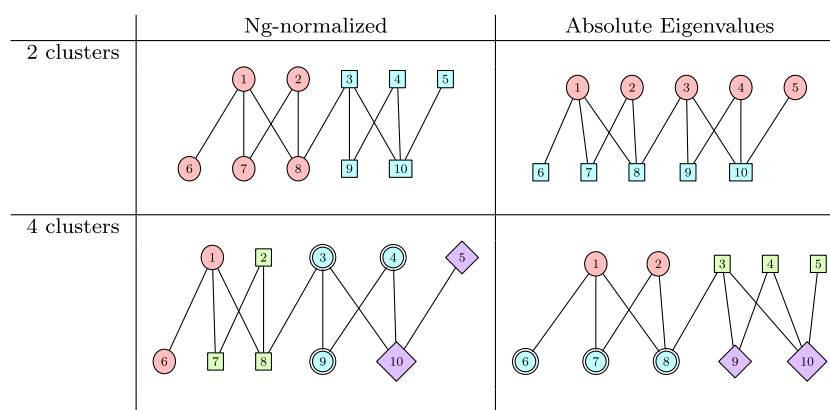 Ng-normalized Absolute Eigenvalues
2 clusters
1 2 3 4 5 1 2 3 4 5
6 7 8 9 10 6 7 8 9 10
4 clusters
1 2 3 4 5 1 2 3 4 5
6 7 8 9 10 6 7 8 9 10